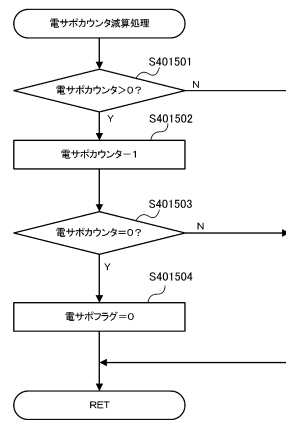 電サポカウンタ減算処理
S401501
電サポカウンタ>0?
N
Y
S401502
電サポカウンター1
S401503
電サポカウンタ=0?
N
Y
S401504
電サポフラグ=0
RET